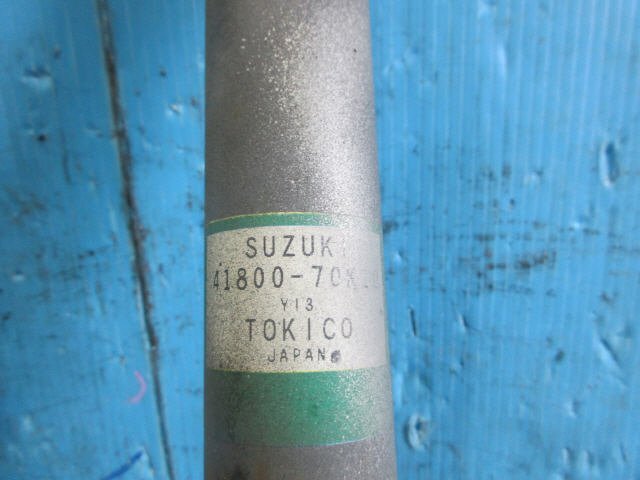 SUZUKI
41800-70K
Y13
TOKICO
JAPAN